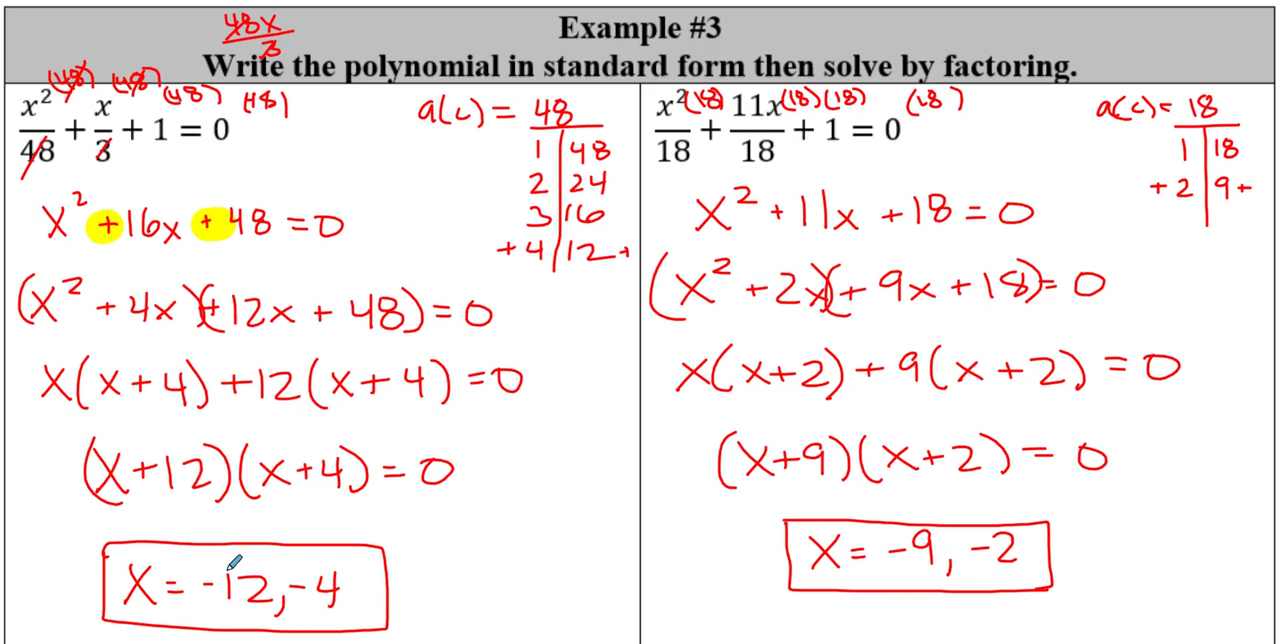 48x/3
Example #3
Write the polynomial in standard form then solve by factoring.
(48) (48) (48) (48)
x²/48 + x/3 + 1 = 0
a(c) = 48
1 | 48
2 | 24
3 | 16
+ 4 | 12 +
x² + 16x + 48 = 0
(x² + 4x)(+12x + 48) = 0
x(x + 4) + 12(x + 4) = 0
(x + 12)(x + 4) = 0
x = -12, -4
(18) (18) (18) (18)
x²/18 + 11x/18 + 1 = 0
a(c) = 18
1 | 18
+ 2 | 9 +
x² + 11x + 18 = 0
(x² + 2x)(+ 9x + 18) = 0
x(x + 2) + 9(x + 2) = 0
(x + 9)(x + 2) = 0
x = -9, -2